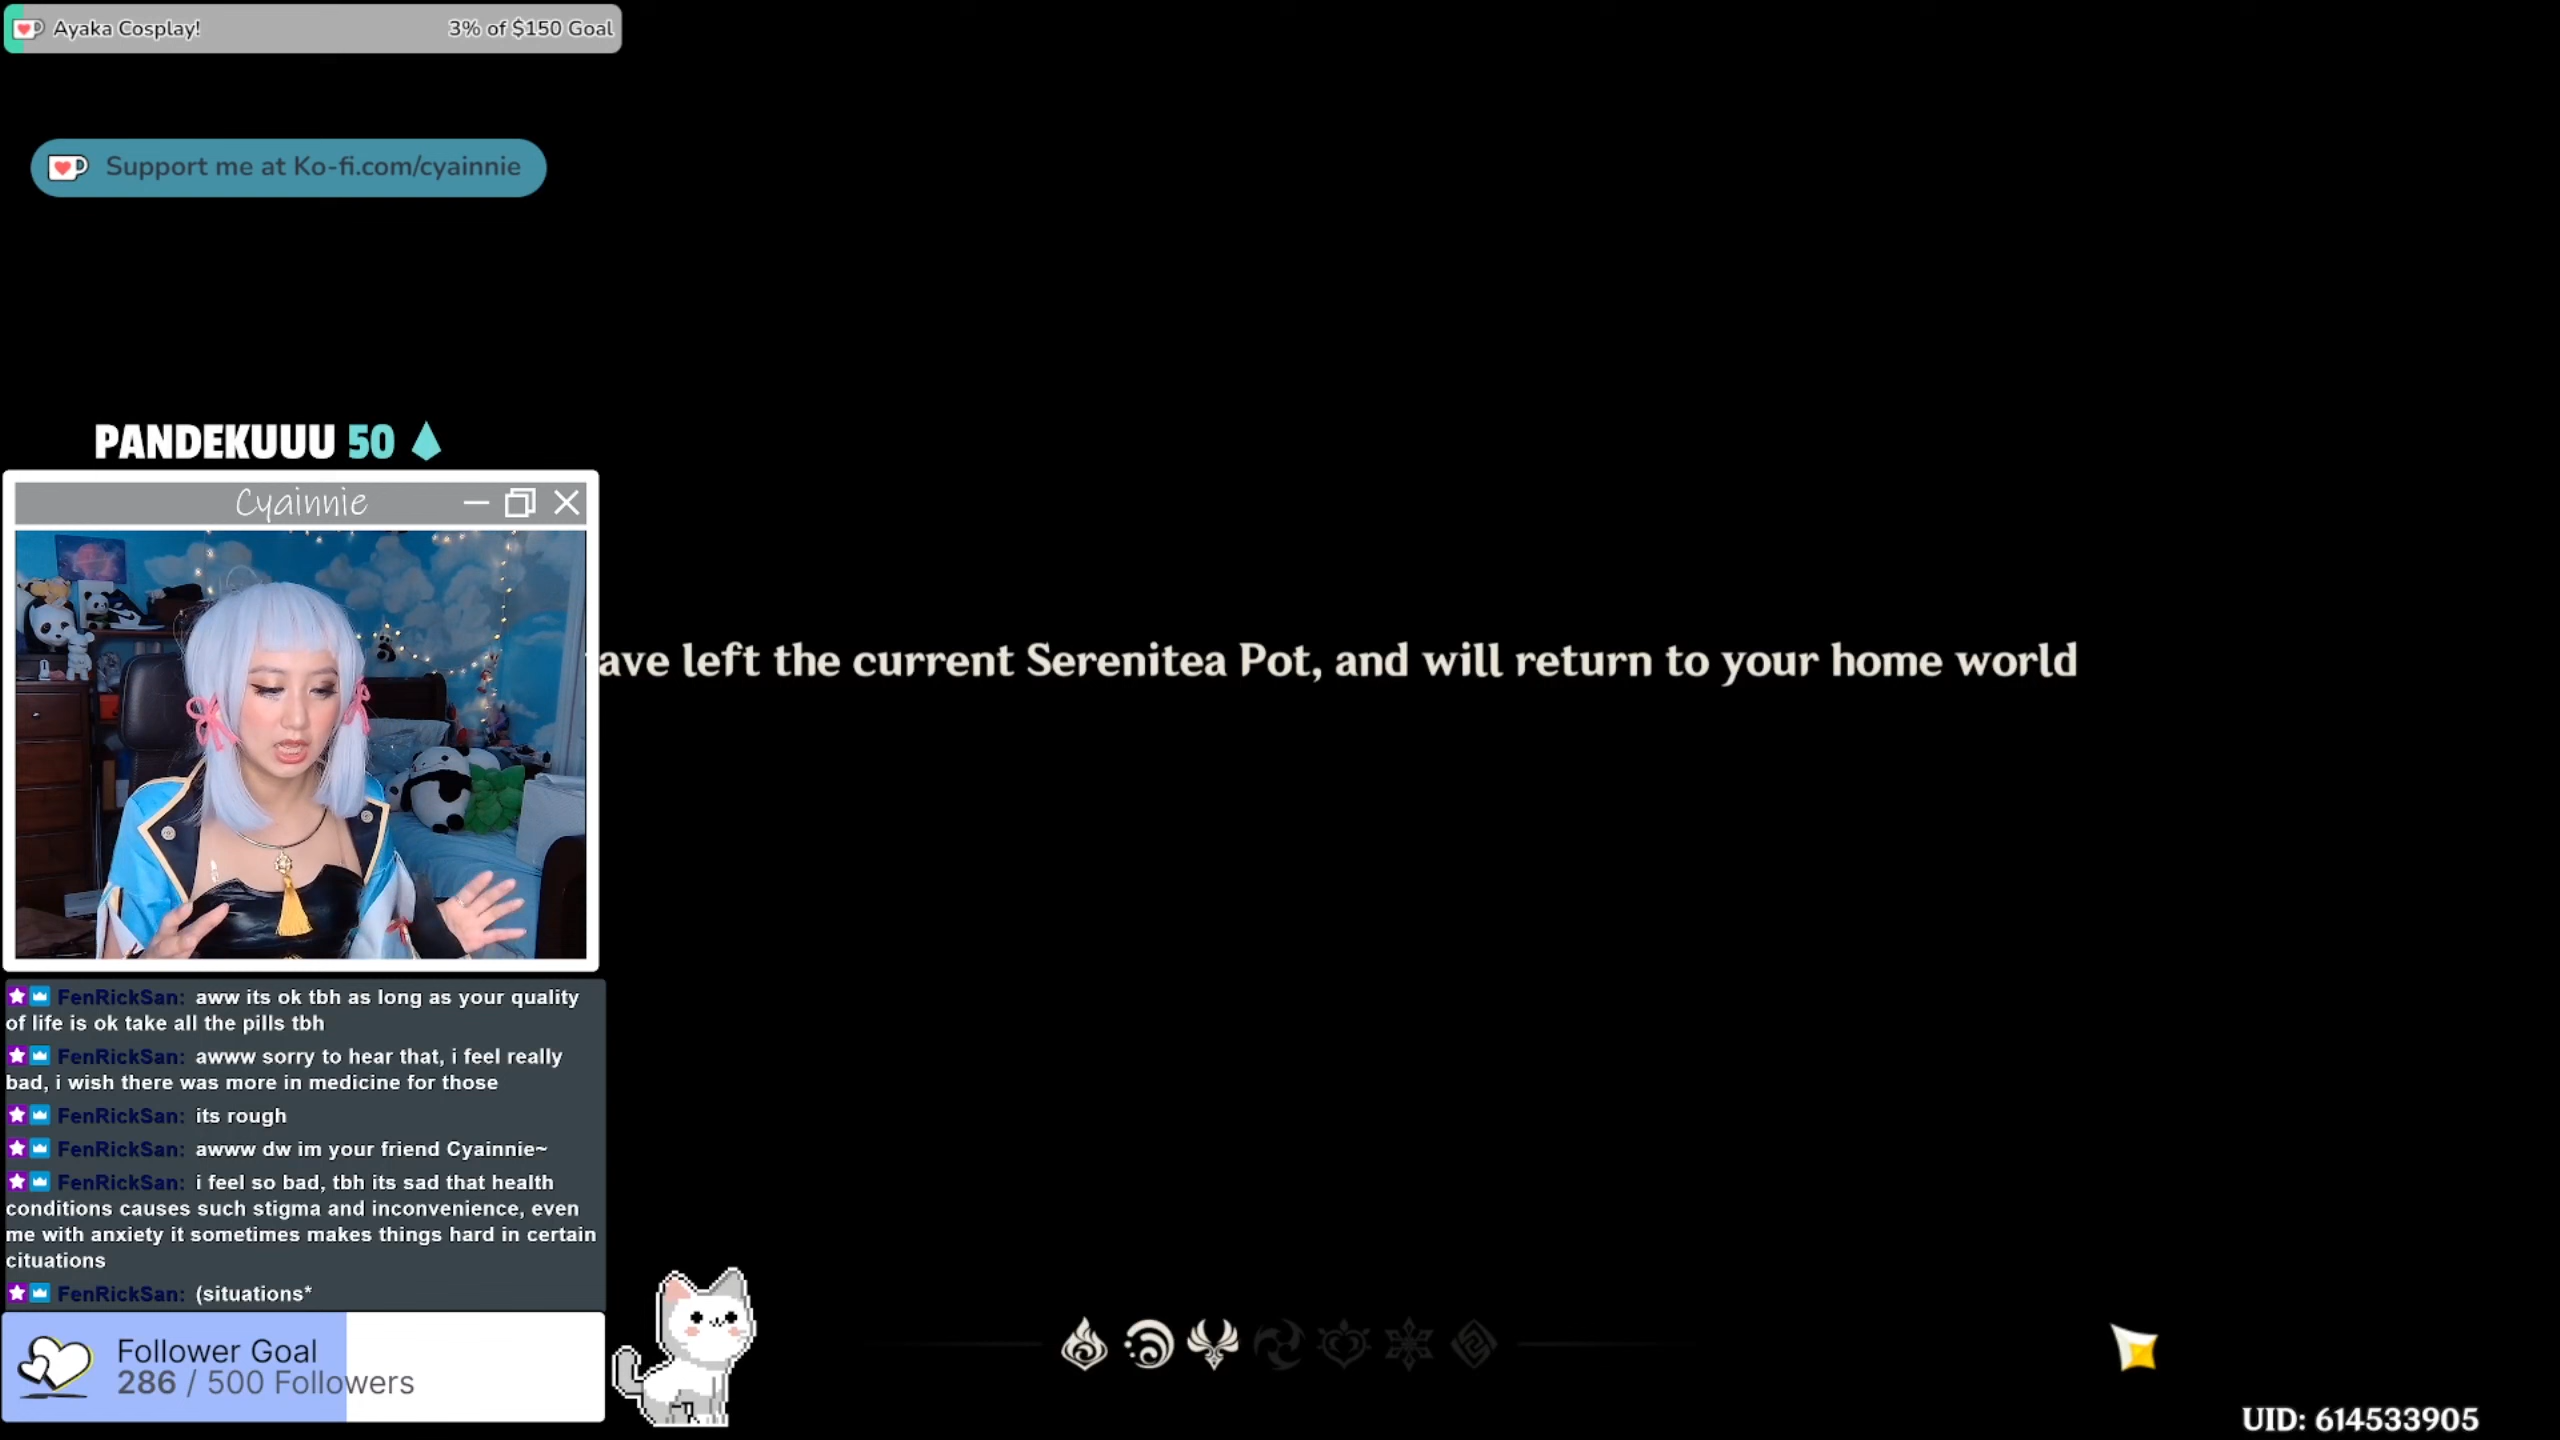 Ayaka Cosplay! 3% of $150 Goal
Support me at Ko-fi.com/cyainnie
PANDEKUUU 50
Cyainnie
ave left the current Serenitea Pot, and will return to your home world
FenRickSan: aww its ok tbh as long as your quality
of life is ok take all the pills tbh
FenRickSan: awww sorry to hear that, i feel really
bad, i wish there was more in medicine for those
FenRickSan: its rough
FenRickSan: awww dw im your friend Cyainnie~
FenRickSan: i feel so bad, tbh its sad that health
conditions causes such stigma and inconvenience, even
me with anxiety it sometimes makes things hard in certain
cituations
FenRickSan: (situations*
Follower Goal
286 / 500 Followers
UID: 614533905